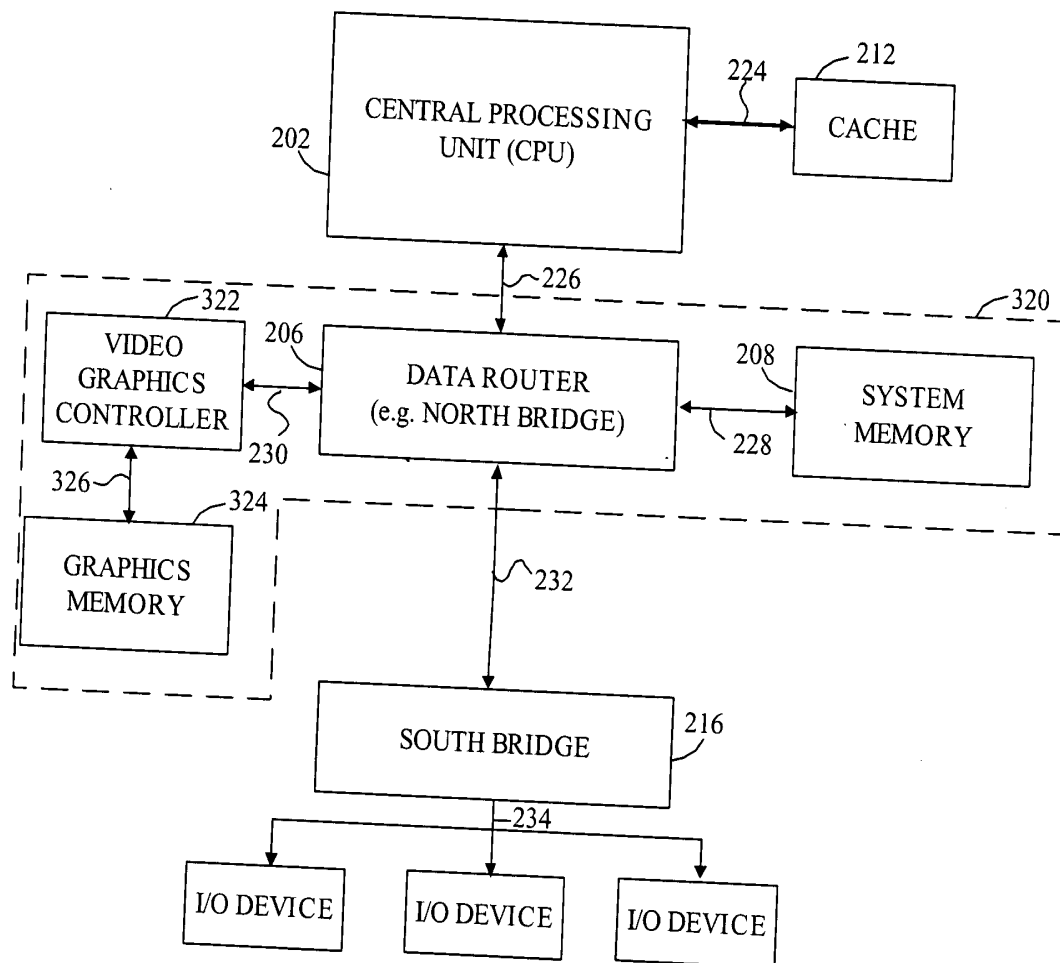 212
224
CENTRAL PROCESSING
UNIT (CPU)
CACHE
202
226
322
320
VIDEO
GRAPHICS
CONTROLLER
206
DATA ROUTER
(e.g. NORTH BRIDGE)
208
SYSTEM
MEMORY
230
228
326
324
GRAPHICS
MEMORY
232
SOUTH BRIDGE
216
234
I/O DEVICE
I/O DEVICE
I/O DEVICE